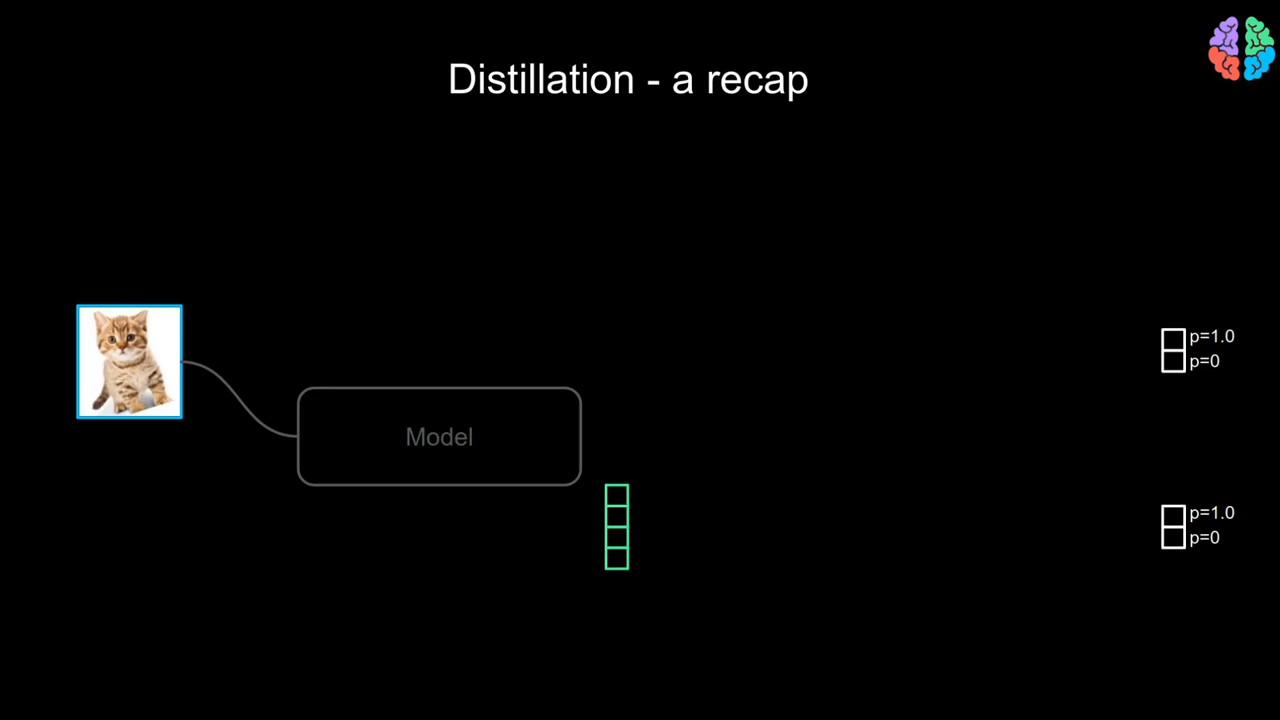 Distillation - a recap
p=1.0
p=0
Model
p=1.0
p=0